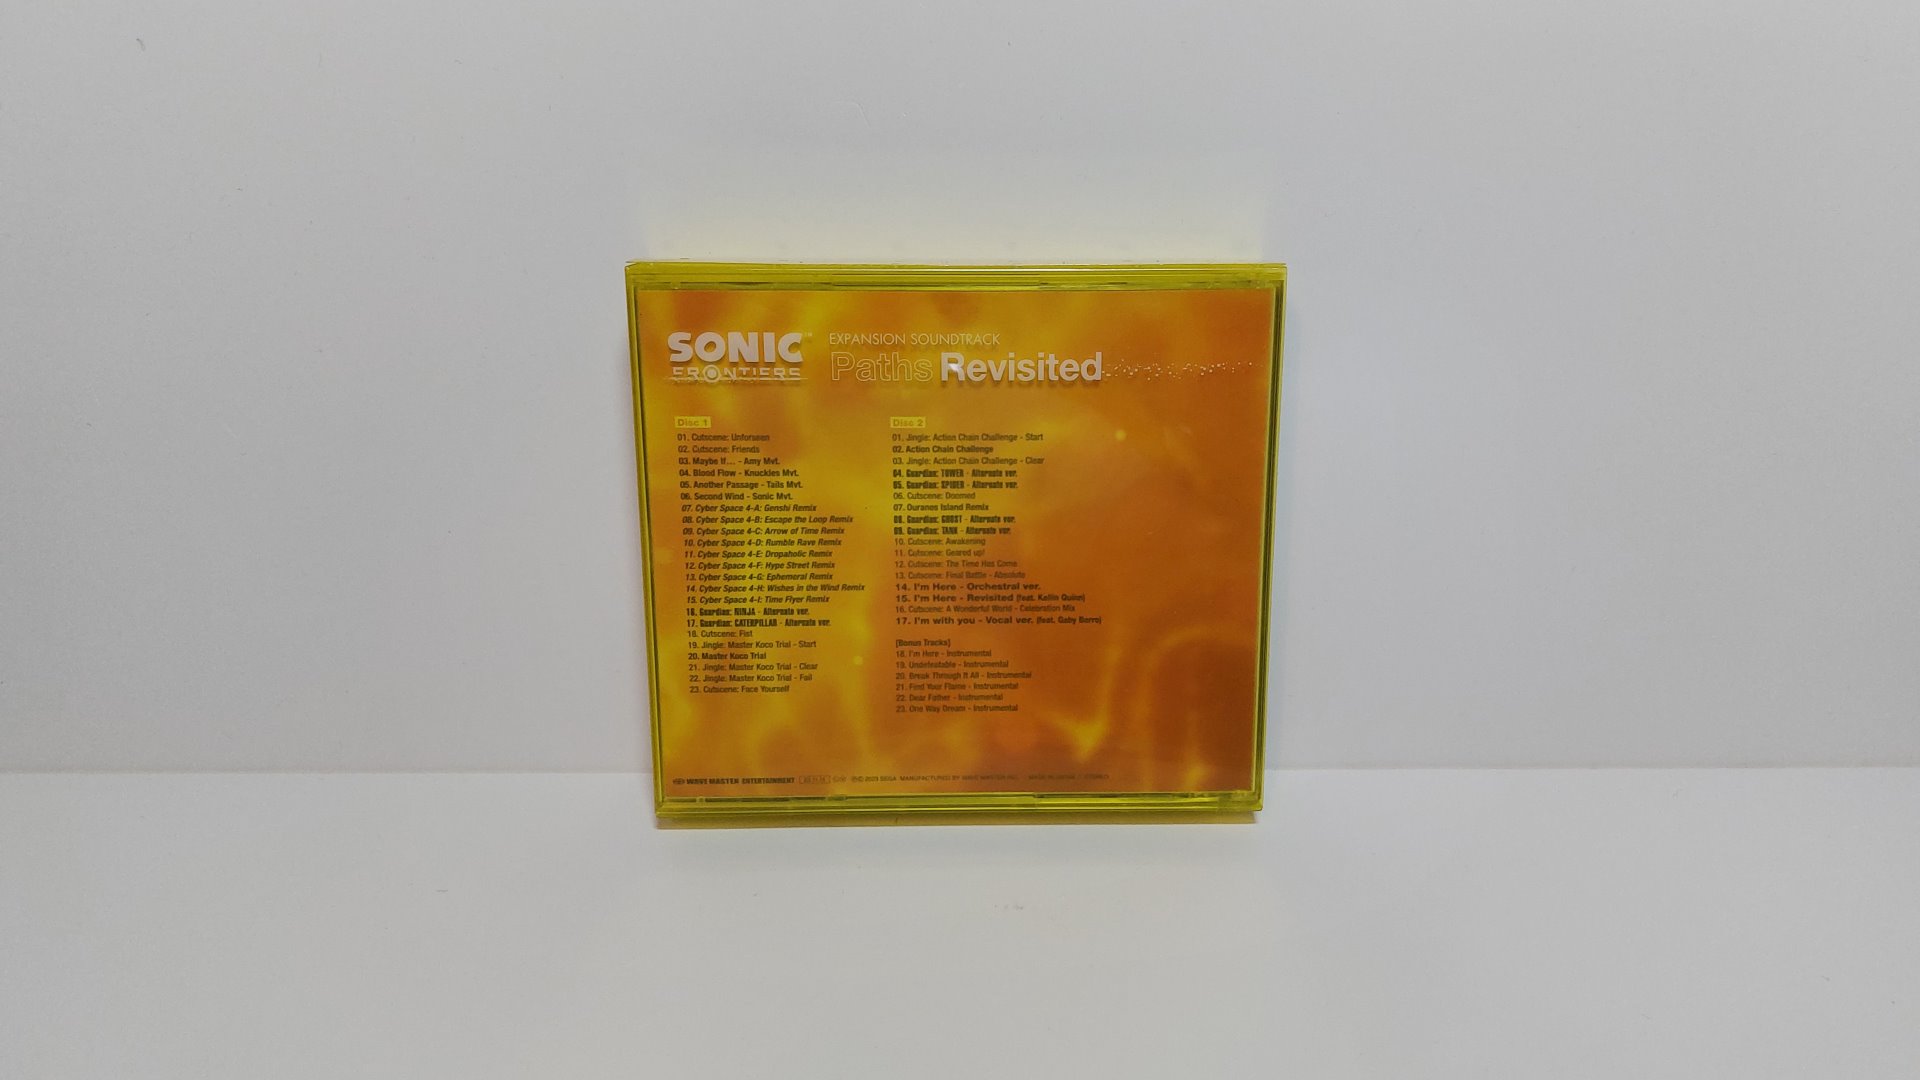 SONIC™
FRONTIERS
EXPANSION SOUNDTRACK
Paths Revisited
Disc 1
01. Cutscene: Unforseen
02. Cutscene: Friends
03. Maybe If... - Amy Mvt.
04. Blood Flow - Knuckles Mvt.
05. Another Passage - Tails Mvt.
06. Second Wind - Sonic Mvt.
07. Cyber Space 4-A: Genshi Remix
08. Cyber Space 4-B: Escape the Loop Remix
09. Cyber Space 4-C: Arrow of Time Remix
10. Cyber Space 4-D: Rumble Rave Remix
11. Cyber Space 4-E: Dropaholic Remix
12. Cyber Space 4-F: Hype Street Remix
13. Cyber Space 4-G: Ephemeral Remix
14. Cyber Space 4-H: Wishes in the Wind Remix
15. Cyber Space 4-I: Time Flyer Remix
16. Guardian: NINJA - Alternate ver.
17. Guardian: CATERPILLAR - Alternate ver.
18. Cutscene: Fist
19. Jingle: Master Koco Trial - Start
20. Master Koco Trial
21. Jingle: Master Koco Trial - Clear
22. Jingle: Master Koco Trial - Fail
23. Cutscene: Face Yourself
Disc 2
01. Jingle: Action Chain Challenge - Start
02. Action Chain Challenge
03. Jingle: Action Chain Challenge - Clear
04. Guardian: TOWER - Alternate ver.
05. Guardian: SPIDER - Alternate ver.
06. Cutscene: Doomed
07. Ouranos Island Remix
08. Guardian: GHOST - Alternate ver.
09. Guardian: TANK - Alternate ver.
10. Cutscene: Awakening
11. Cutscene: Geared up!
12. Cutscene: The Time Has Come
13. Cutscene: Final Battle - Absolute
14. I'm Here - Orchestral ver.
15. I'm Here - Revisited (feat. Kellin Quinn)
16. Cutscene: A Wonderful World - Celebration Mix
17. I'm with you - Vocal ver. (feat. Gaby Borro)
[Bonus Tracks]
18. I'm Here - Instrumental
19. Undefeatable - Instrumental
20. Break Through It All - Instrumental
21. Find Your Flame - Instrumental
22. Dear Father - Instrumental
23. One Way Dream - Instrumental
WAVE MASTER ENTERTAINMENT
2023 SEGA MANUFACTURED BY WAVE MASTER INC. MADE IN JAPAN / STEREO